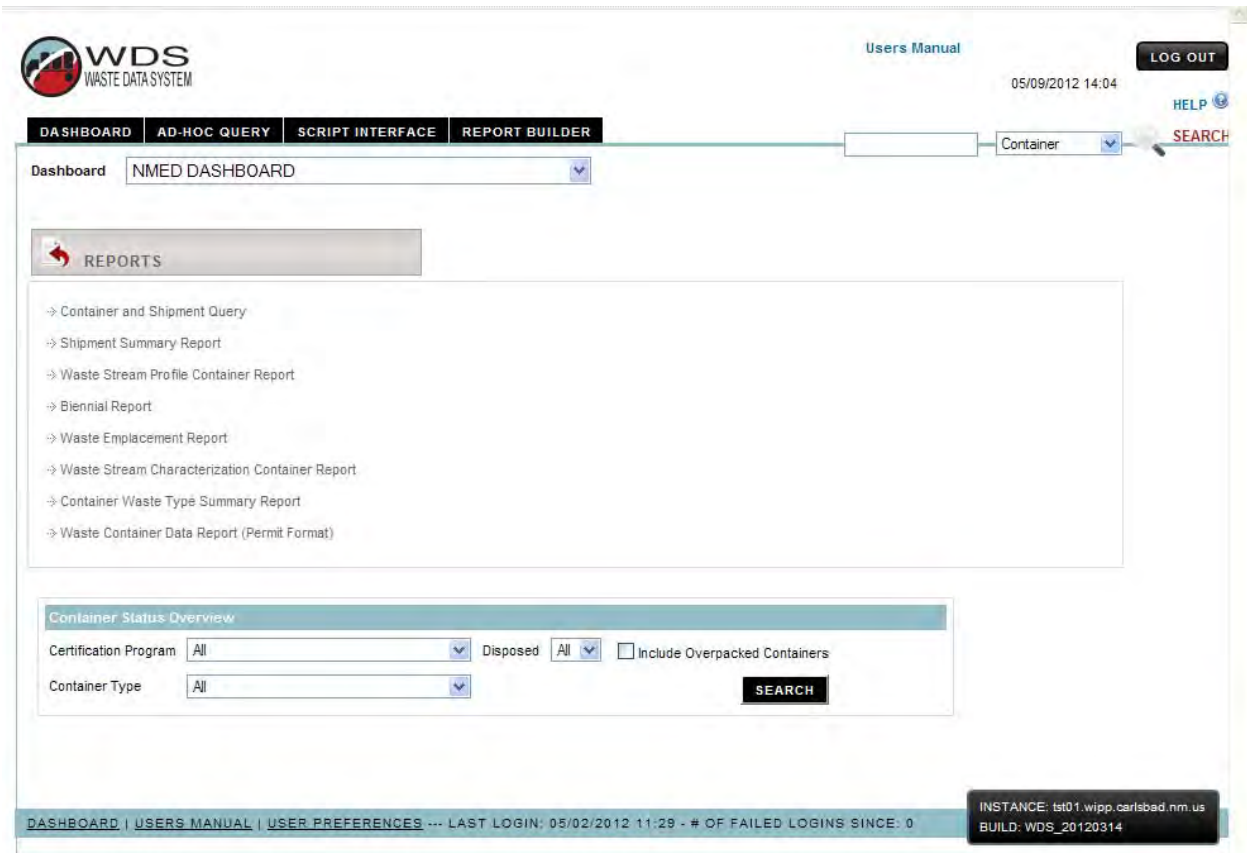 WDS
WASTE DATA SYSTEM
Users Manual
LOG OUT
05/09/2012 14:04
HELP
DASHBOARD AD-HOC QUERY SCRIPT INTERFACE REPORT BUILDER
Container
SEARCH
Dashboard NMED DASHBOARD
REPORTS
Container and Shipment Query
Shipment Summary Report
Waste Stream Profile Container Report
Biennial Report
Waste Emplacement Report
Waste Stream Characterization Container Report
Container Waste Type Summary Report
Waste Container Data Report (Permit Format)
Container Status Overview
Certification Program All Disposed All Include Overpacked Containers
Container Type All SEARCH
DASHBOARD | USERS MANUAL | USER PREFERENCES --- LAST LOGIN: 05/02/2012 11:29 - # OF FAILED LOGINS SINCE: 0
INSTANCE: tst01.wipp.carlsbad.nm.us
BUILD: WDS_20120314